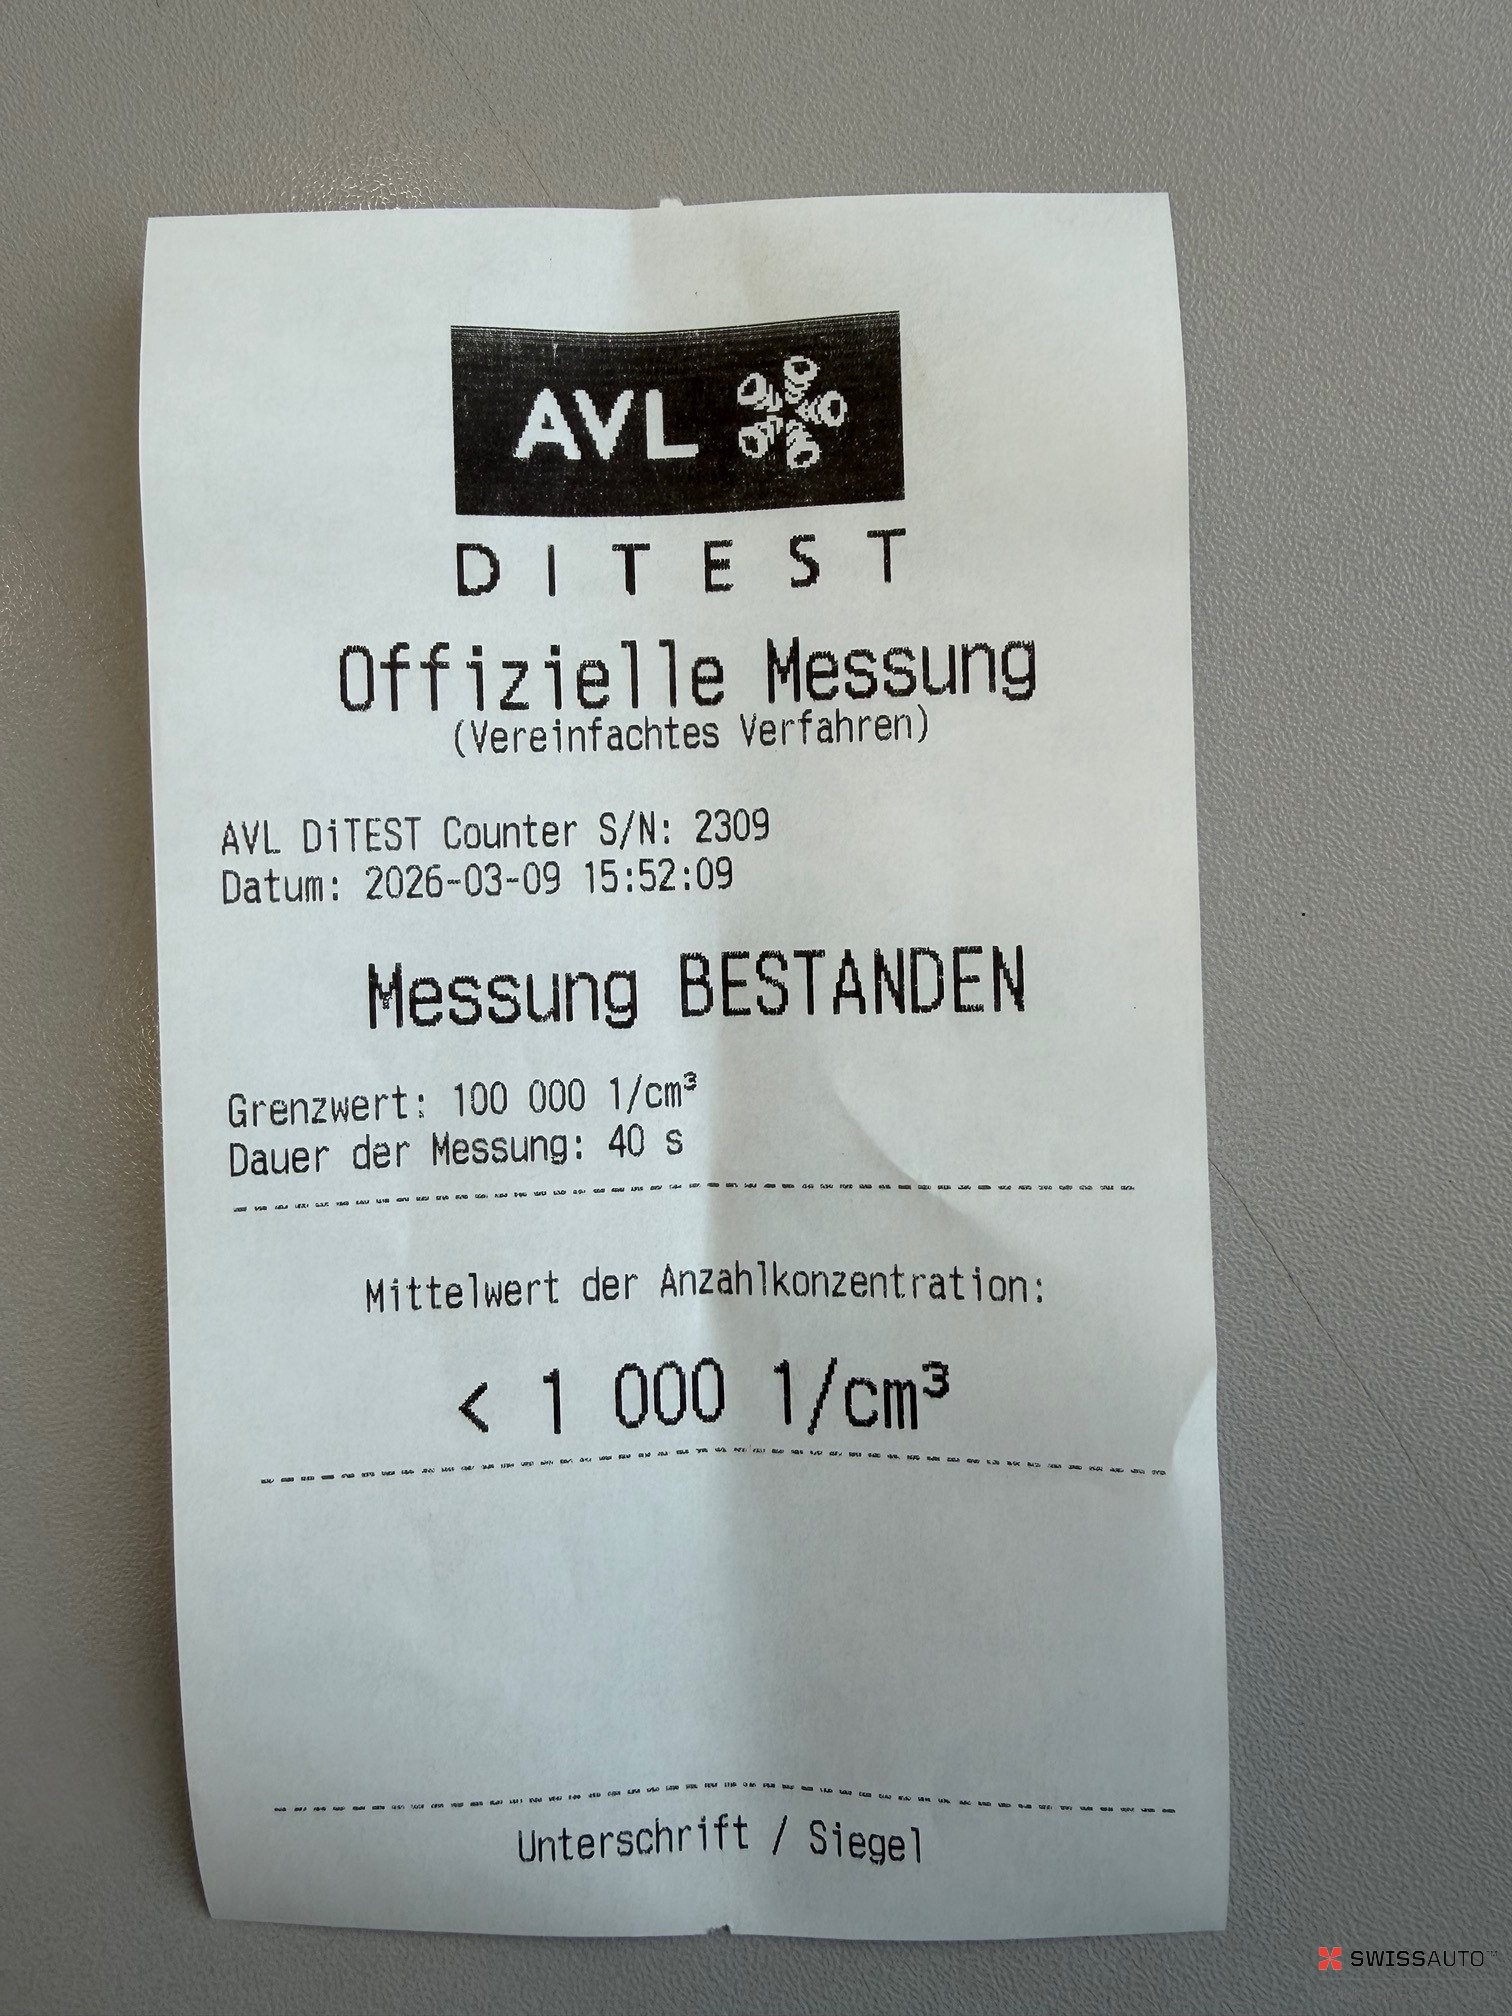 AVL
DITEST
Offizielle Messung
(Vereinfachtes Verfahren)
AVL DiTEST Counter S/N: 2309
Datum: 2026-03-09 15:52:09
Messung BESTANDEN
Grenzwert: 100 000 1/cm³
Dauer der Messung: 40 s
Mittelwert der Anzahlkonzentration:
< 1 000 1/cm³
Unterschrift / Siegel
SWISSAUTO™